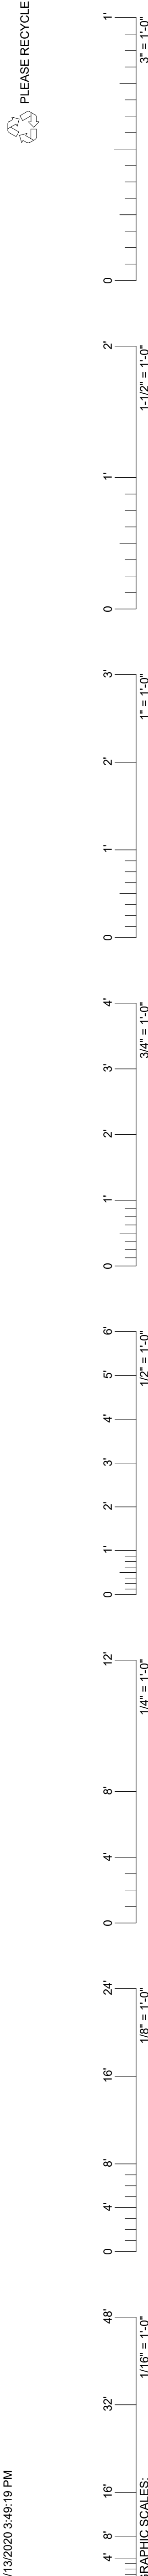 /13/2020 3:49:19 PM
PLEASE RECYCLE
4' 8' 16' 32' 48'
0 4' 8' 16' 24'
0 4' 8' 12'
0 1' 2' 3' 4' 5' 6'
0 1' 2' 3' 4'
0 1' 2' 3'
0 1' 2'
0 1'
RAPHIC SCALES:
1/16" = 1'-0"
1/8" = 1'-0"
1/4" = 1'-0"
1/2" = 1'-0"
3/4" = 1'-0"
1" = 1'-0"
1-1/2" = 1'-0"
3" = 1'-0"